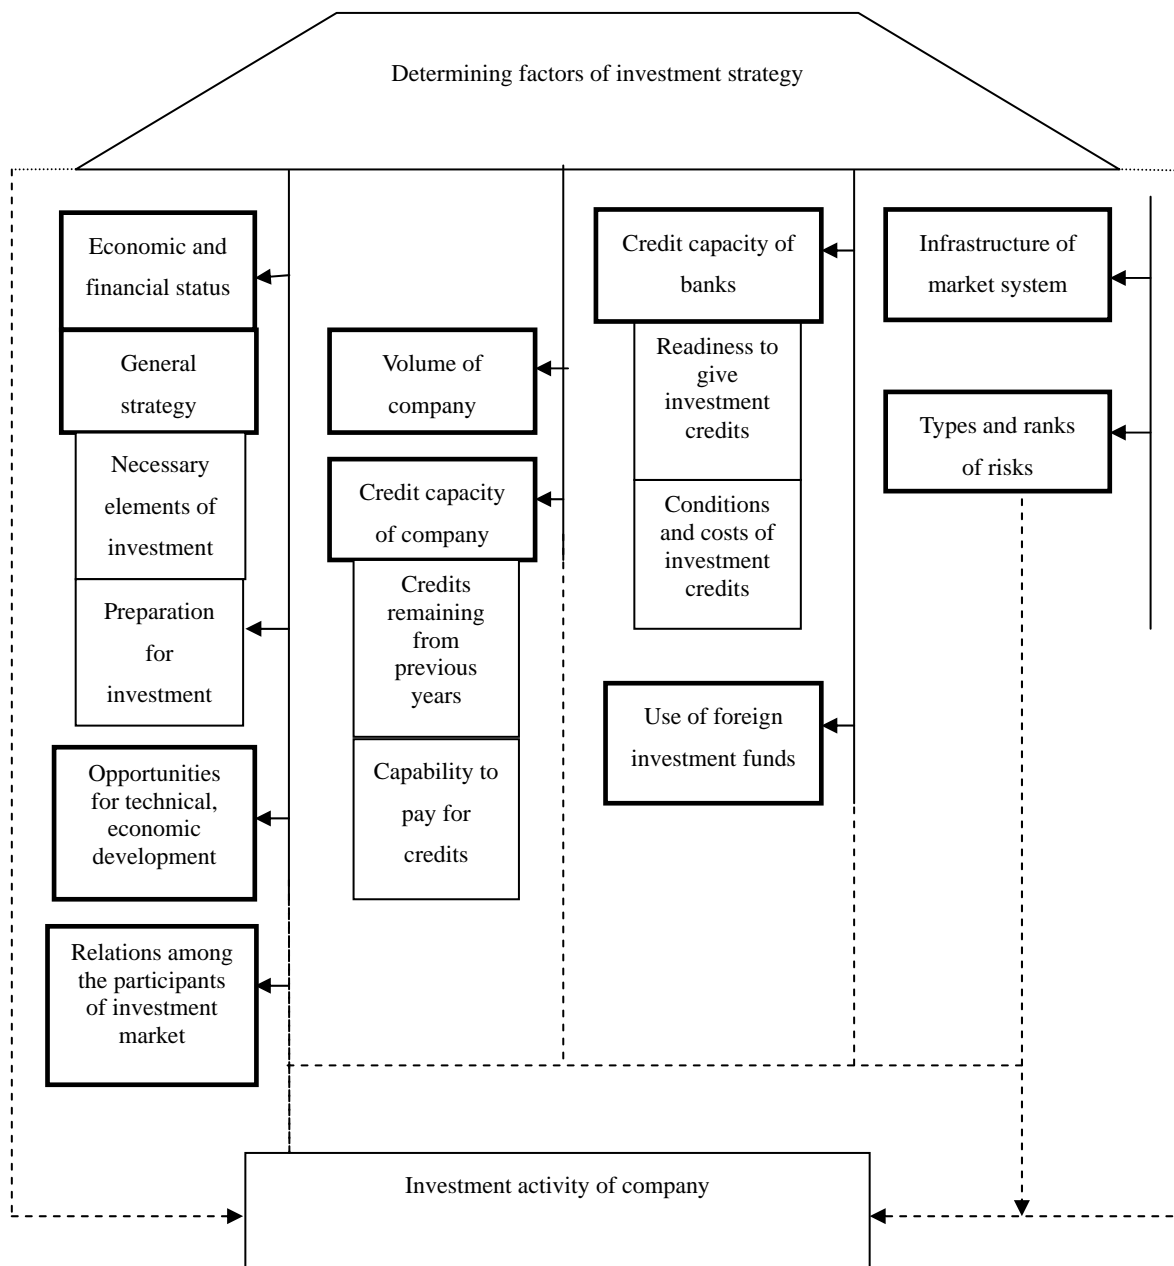 Determining factors of investment strategy
Economic and
financial status
General
strategy
Necessary
elements of
investment
Preparation
for
investment
Opportunities
for technical,
economic
development
Relations among
the participants
of investment
market
Volume of
company
Credit capacity
of company
Credits
remaining
from
previous
years
Capability to
pay for
credits
Credit capacity of
banks
Readiness to
give
investment
credits
Conditions
and costs of
investment
credits
Use of foreign
investment funds
Infrastructure of
market system
Types and ranks
of risks
Investment activity of company